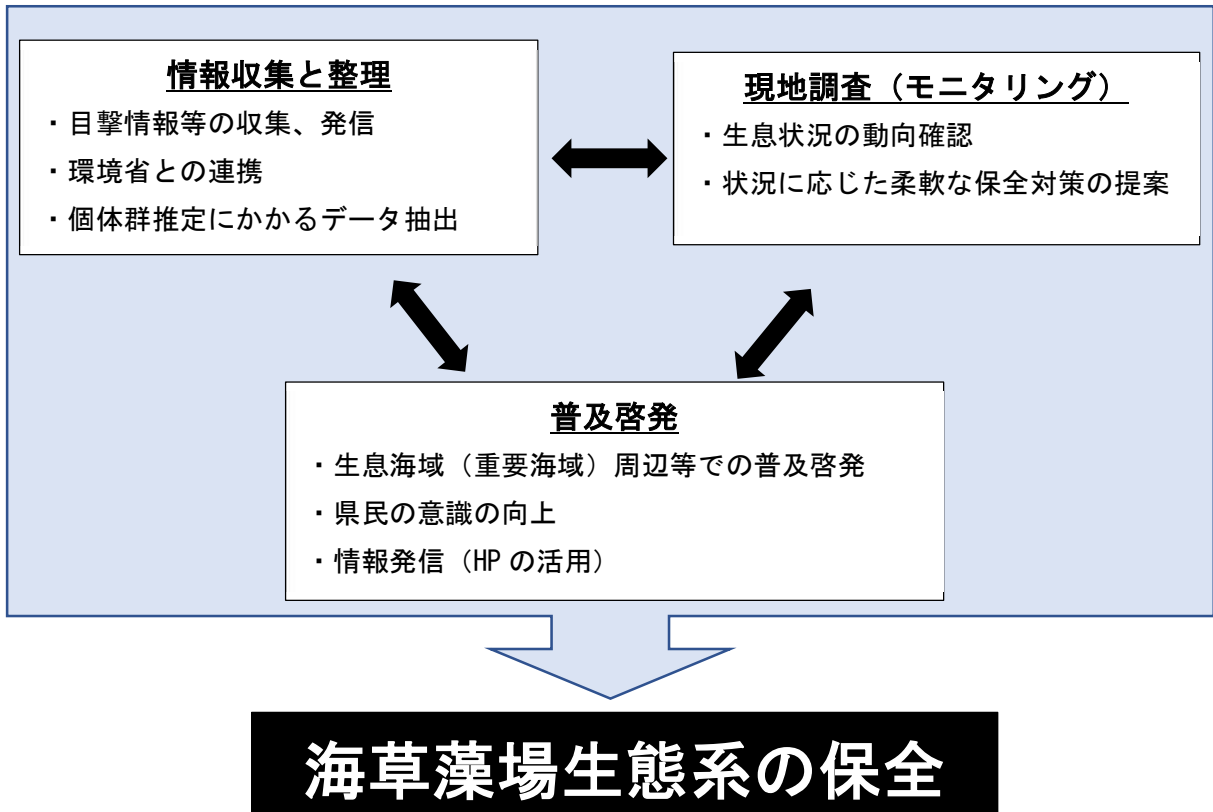 情報収集と整理
・目撃情報等の収集、発信
・環境省との連携
・個体群推定にかかるデータ抽出
現地調査（モニタリング）
・生息状況の動向確認
・状況に応じた柔軟な保全対策の提案
普及啓発
・生息海域（重要海域）周辺等での普及啓発
・県民の意識の向上
・情報発信（HP の活用）
海草藻場生態系の保全